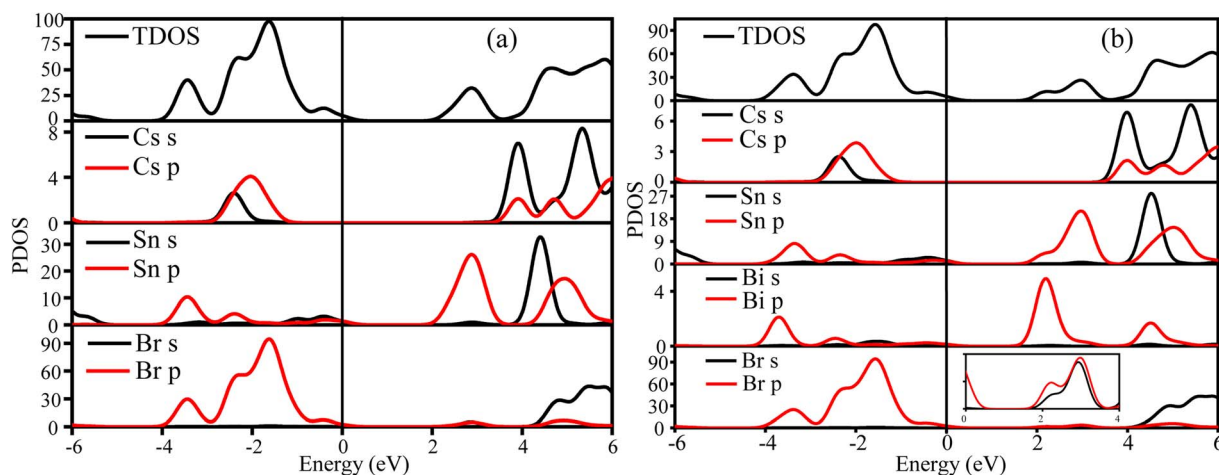 TDOS
(a)
100
75
50
25
0
Cs s
Cs p
8
4
0
Sn s
Sn p
30
20
10
0
Br s
Br p
90
60
30
0
PDOS
-6 -4 -2 0 2 4 6
Energy (eV)
TDOS
(b)
90
60
30
0
Cs s
Cs p
6
3
0
Sn s
Sn p
27
18
9
0
Bi s
Bi p
4
0
Br s
Br p
90
60
30
0
0 2 4
PDOS
-6 -4 -2 0 2 4 6
Energy (eV)